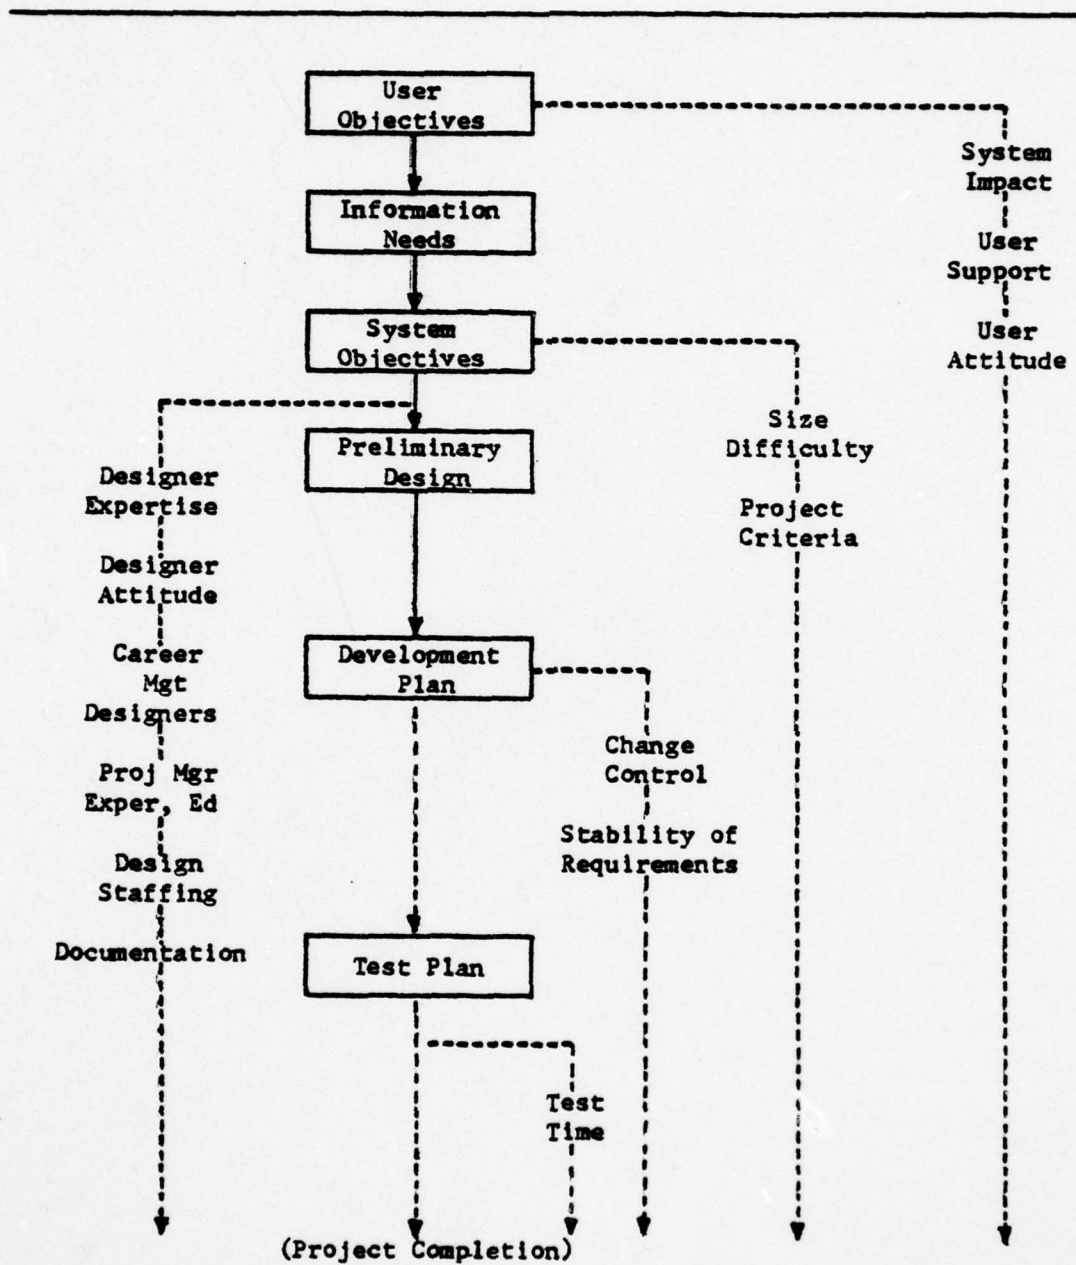 User
Objectives
System
Impact
Information
Needs
User
Support
System
Objectives
User
Attitude
Size
Difficulty
Preliminary
Design
Designer
Expertise
Project
Criteria
Designer
Attitude
Career
Mgt
Designers
Development
Plan
Change
Control
Proj Mgr
Exper, Ed
Stability of
Requirements
Design
Staffing
Documentation
Test Plan
Test
Time
(Project Completion)